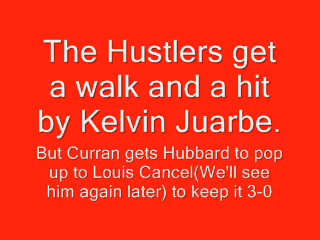 The Hustlers get
a walk and a hit
by Kelvin Juarbe.
But Curran gets Hubbard to pop
up to Louis Cancel(We'll see
him again later) to keep it 3-0